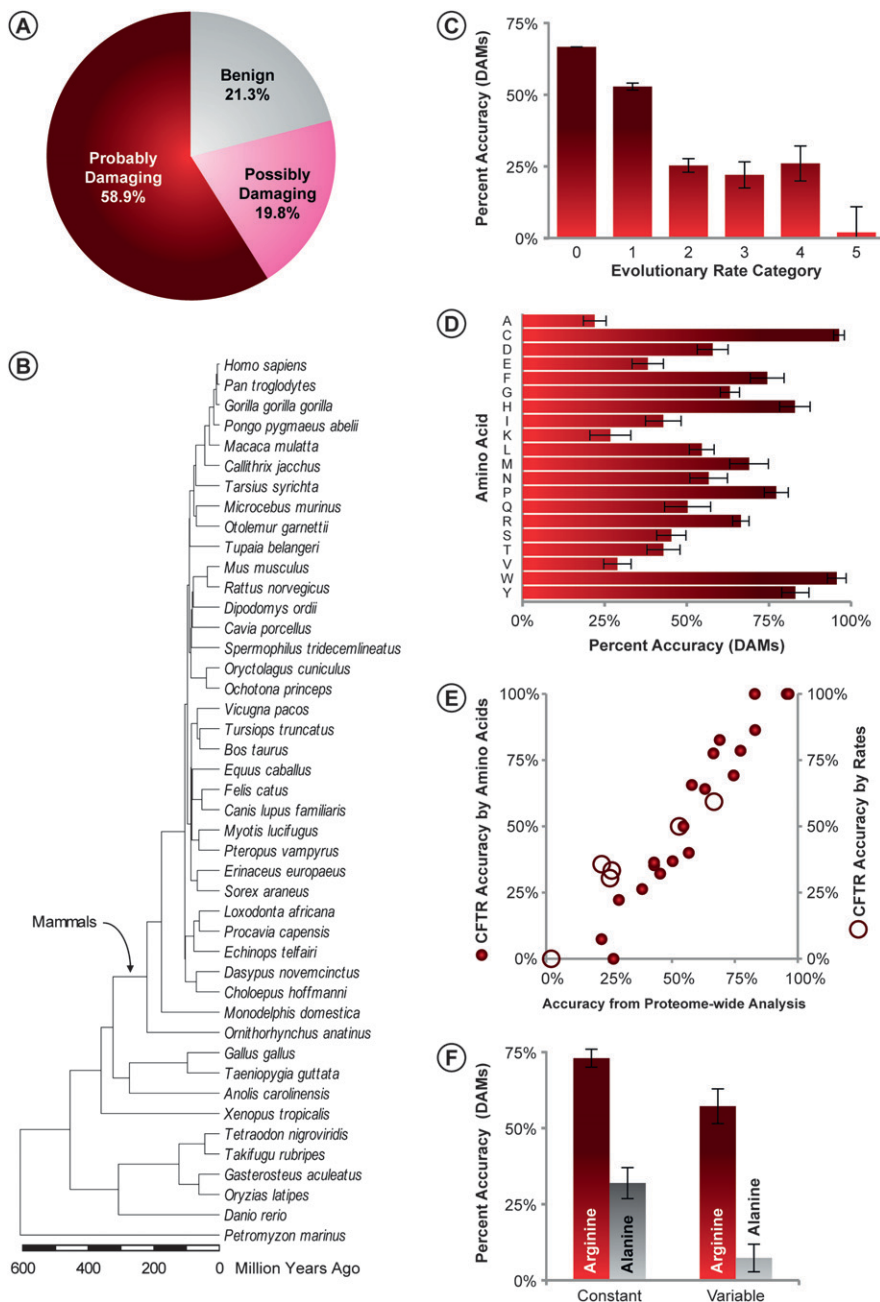 A
Benign
21.3%
Probably
Damaging
58.9%
Possibly
Damaging
19.8%
B
Homo sapiens
Pan troglodytes
Gorilla gorilla gorilla
Pongo pygmaeus abelii
Macaca mulatta
Callithrix jacchus
Tarsius syrichta
Microcebus murinus
Otolemur garnettii
Tupaia belangeri
Mus musculus
Rattus norvegicus
Dipodomys ordii
Cavia porcellus
Spermophilus tridecemlineatus
Oryctolagus cuniculus
Ochotona princeps
Vicugna pacos
Tursiops truncatus
Bos taurus
Equus caballus
Felis catus
Canis lupus familiaris
Myotis lucifugus
Pteropus vampyrus
Erinaceus europaeus
Sorex araneus
Loxodonta africana
Procavia capensis
Echinops telfairi
Dasypus novemcinctus
Choloepus hoffmanni
Monodelphis domestica
Ornithorhynchus anatinus
Gallus gallus
Taeniopygia guttata
Anolis carolinensis
Xenopus tropicalis
Tetraodon nigroviridis
Takifugu rubripes
Gasterosteus aculeatus
Oryzias latipes
Danio rerio
Petromyzon marinus
Mammals
600 400 200 0 Million Years Ago
C
Percent Accuracy (DAMs)
75%
50%
25%
0%
0 1 2 3 4 5
Evolutionary Rate Category
D
Amino Acid
A
C
D
E
F
G
H
I
K
L
M
N
P
Q
R
S
T
V
W
Y
0% 25% 50% 75% 100%
Percent Accuracy (DAMs)
E
CFTR Accuracy by Amino Acids
100%
75%
50%
25%
0%
100%
75%
50%
25%
0%
CFTR Accuracy by Rates
0% 25% 50% 75% 100%
Accuracy from Proteome-wide Analysis
F
Percent Accuracy (DAMs)
75%
50%
25%
0%
Arginine
Alanine
Arginine
Alanine
Constant Variable